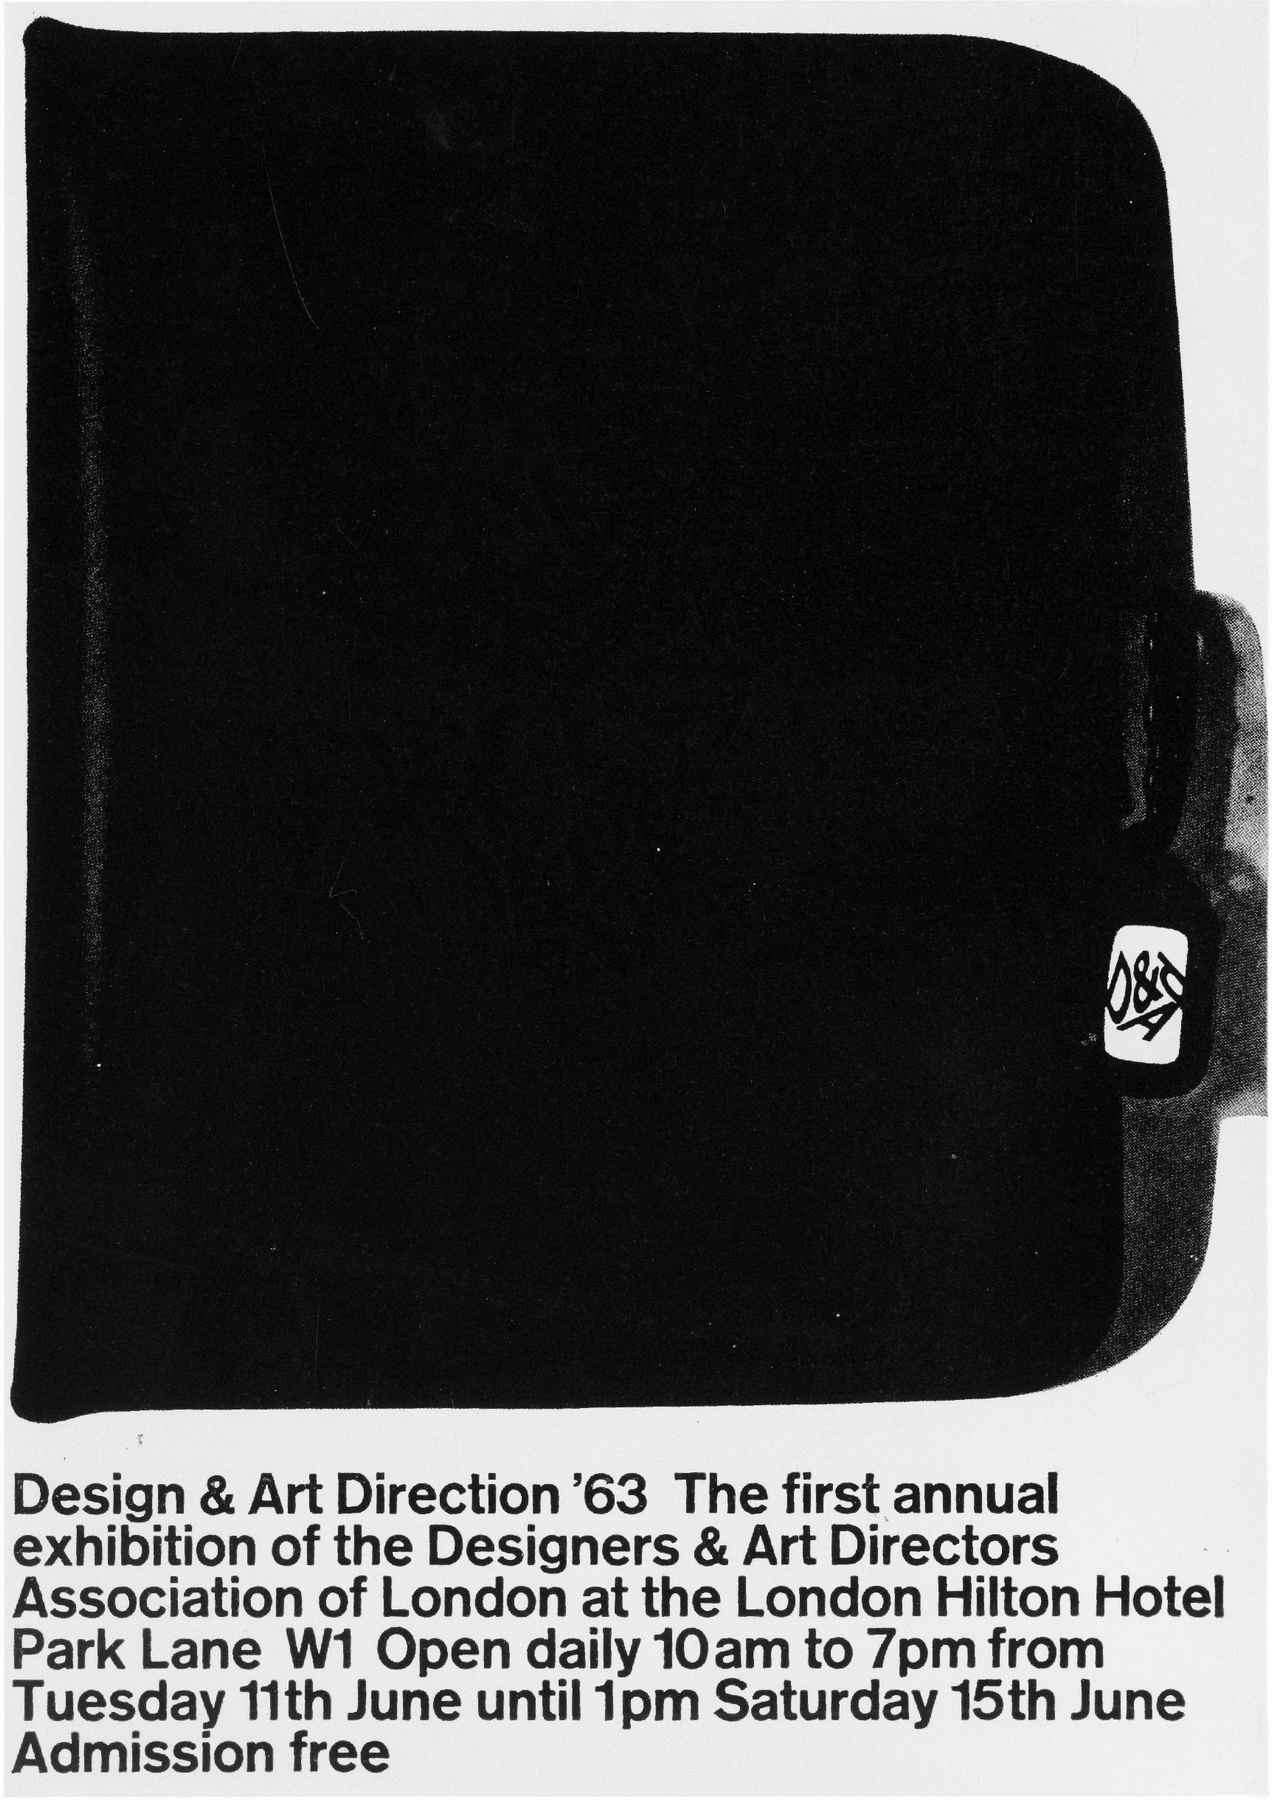 D&AD
Design & Art Direction ’63 The first annual
exhibition of the Designers & Art Directors
Association of London at the London Hilton Hotel
Park Lane W1 Open daily 10am to 7pm from
Tuesday 11th June until 1pm Saturday 15th June
Admission free